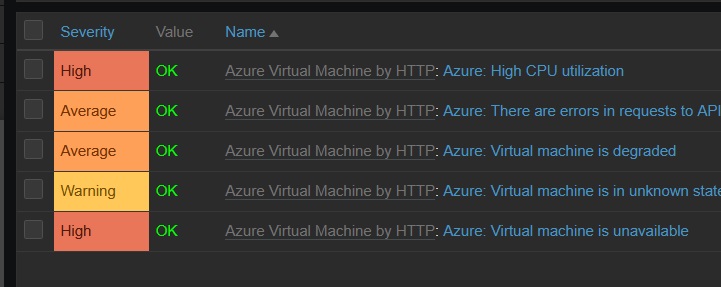 Severity Value Name
High OK Azure Virtual Machine by HTTP: Azure: High CPU utilization
Average OK Azure Virtual Machine by HTTP: Azure: There are errors in requests to API
Average OK Azure Virtual Machine by HTTP: Azure: Virtual machine is degraded
Warning OK Azure Virtual Machine by HTTP: Azure: Virtual machine is in unknown state
High OK Azure Virtual Machine by HTTP: Azure: Virtual machine is unavailable